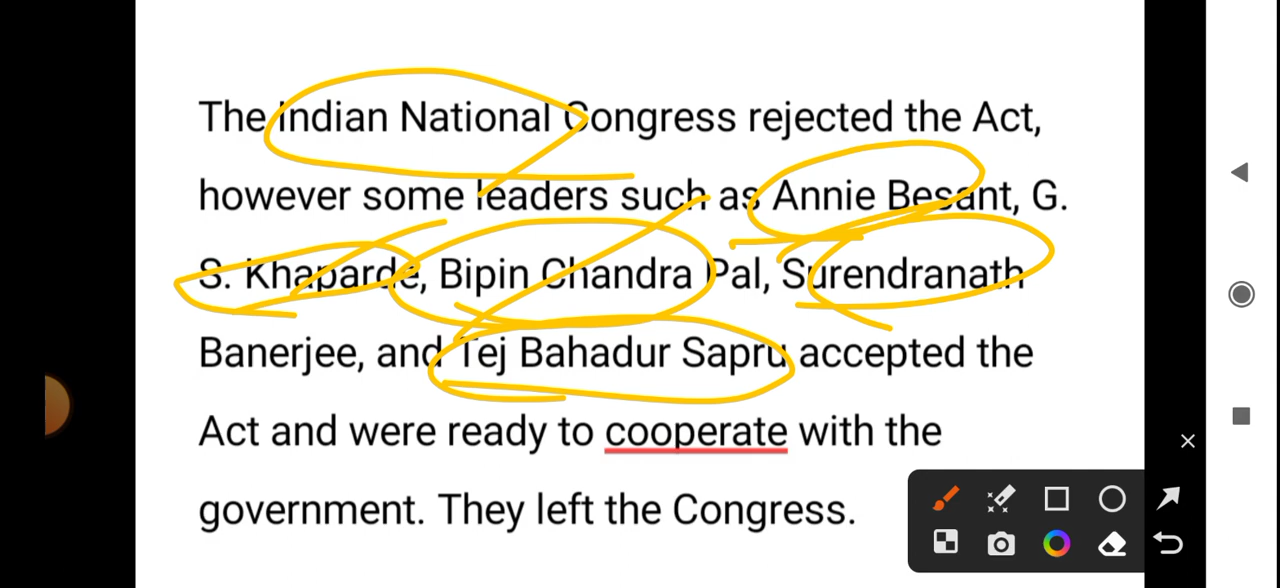 The Indian National Congress rejected the Act,
however some leaders such as Annie Besant, G.
S. Khaparde, Bipin Chandra Pal, Surendranath
Banerjee, and Tej Bahadur Sapru accepted the
Act and were ready to cooperate with the
government. They left the Congress.